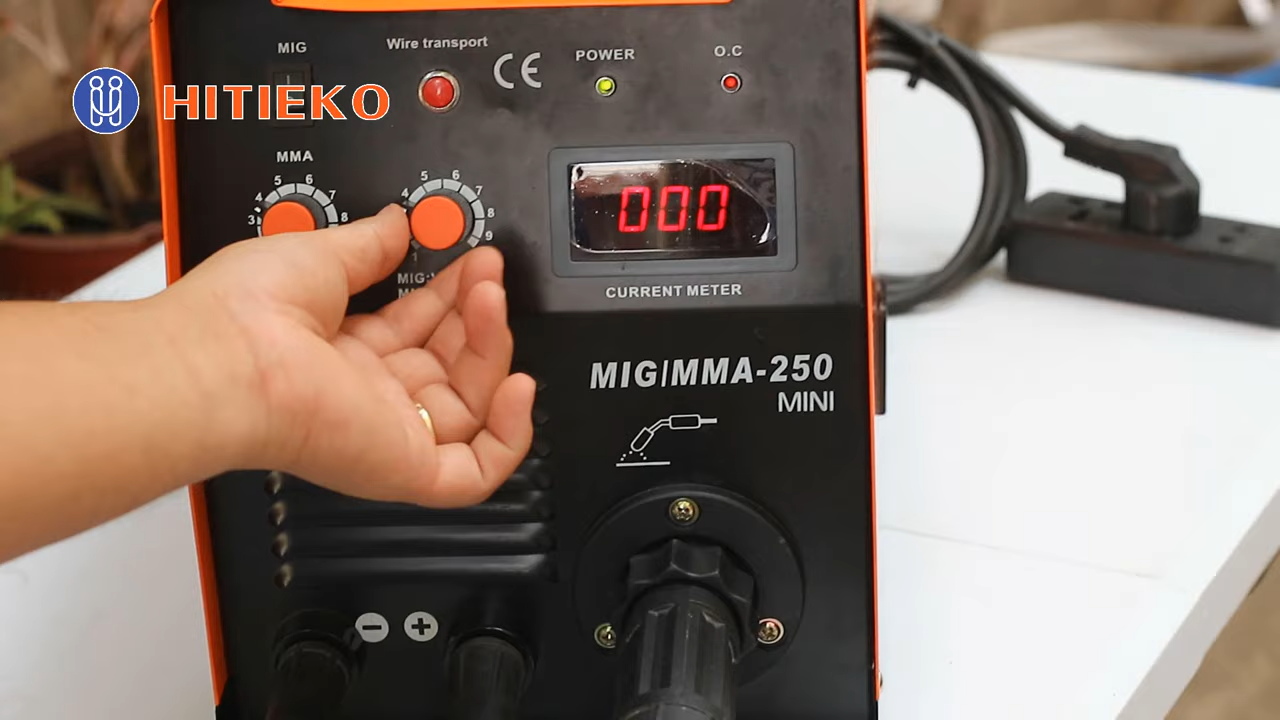 MIG
Wire transport
CE
POWER
O.C
HITIEKO
MMA
3 4 5 6 7 8
4 5 6 7 8 9
1
000
MIG:
CURRENT METER
MIG/MMA-250
MINI
− +